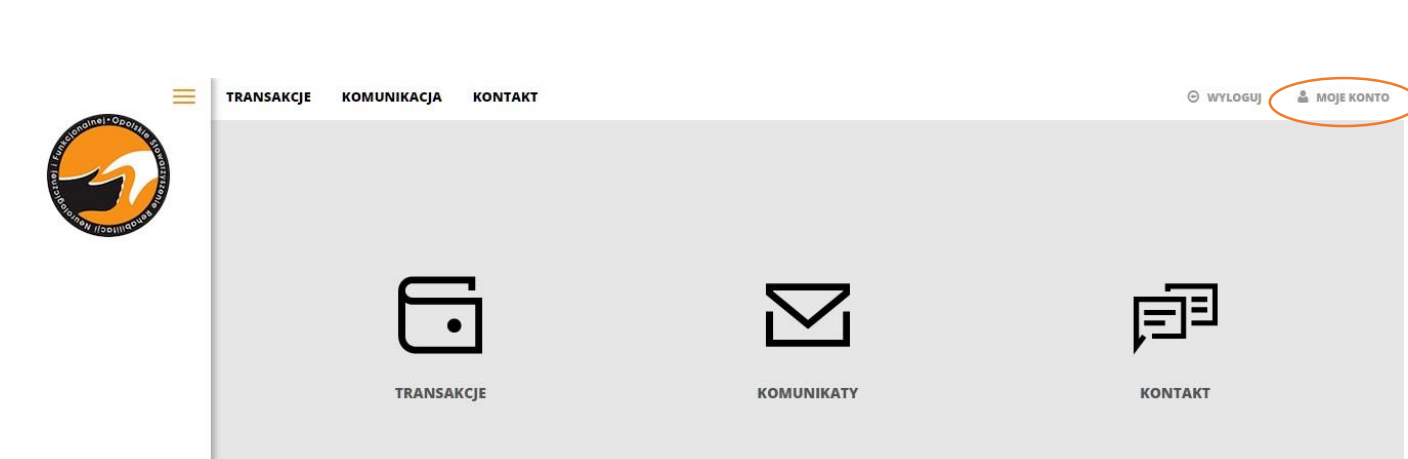 TRANSAKCJE KOMUNIKACJA KONTAKT WYLOGUJ MOJE KONTO
Opolskie Stowarzyszenie Rehabilitacji Neurologicznej i Funkcjonalnej •
TRANSAKCJE KOMUNIKATY KONTAKT